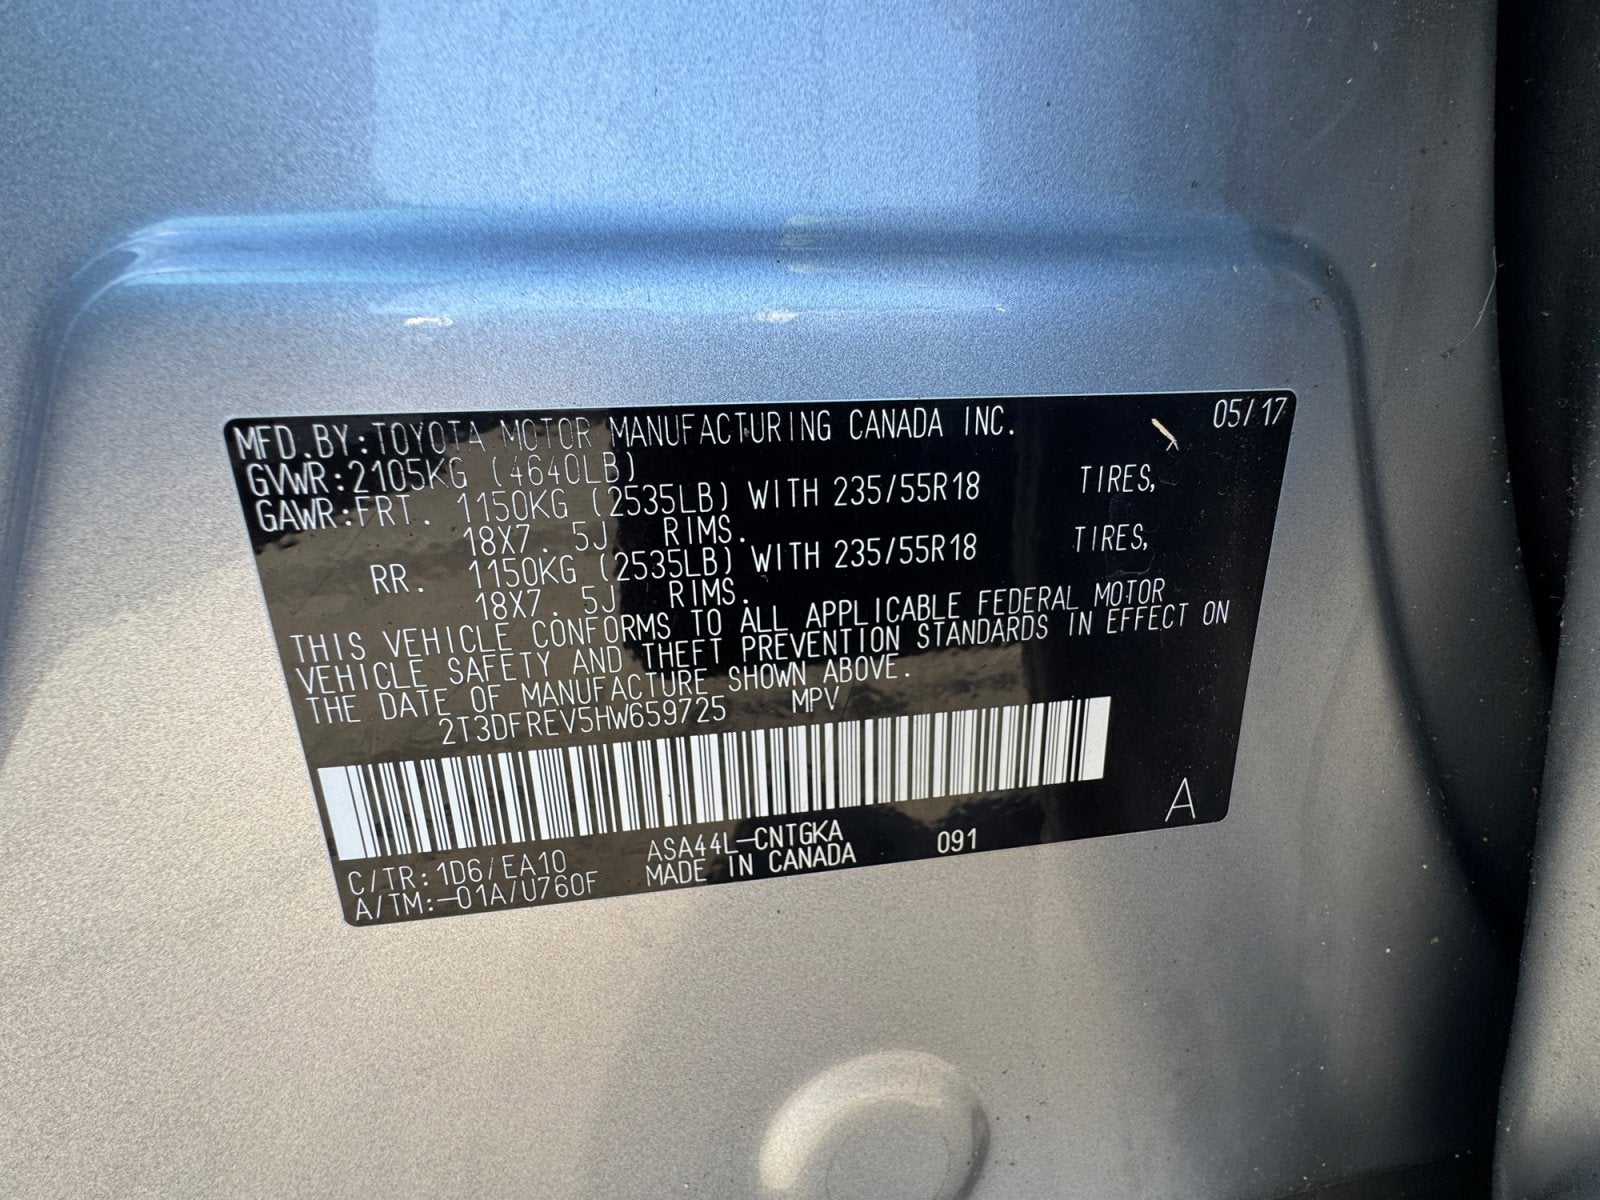 MFD.BY:TOYOTA MOTOR MANUFACTURING CANADA INC. 05/17
GVWR:2105KG (4640LB)
GAWR:FRT. 1150KG (2535LB) WITH 235/55R18 TIRES,
18X7.5J RIMS.
RR. 1150KG (2535LB) WITH 235/55R18 TIRES,
18X7.5J RIMS.
THIS VEHICLE CONFORMS TO ALL APPLICABLE FEDERAL MOTOR
VEHICLE SAFETY AND THEFT PREVENTION STANDARDS IN EFFECT ON
THE DATE OF MANUFACTURE SHOWN ABOVE.
2T3DFREV5HW659725 MPV
A
C/TR:1D6/EA10 ASA44L-CNTGKA 091
A/TM:-01A/U760F MADE IN CANADA